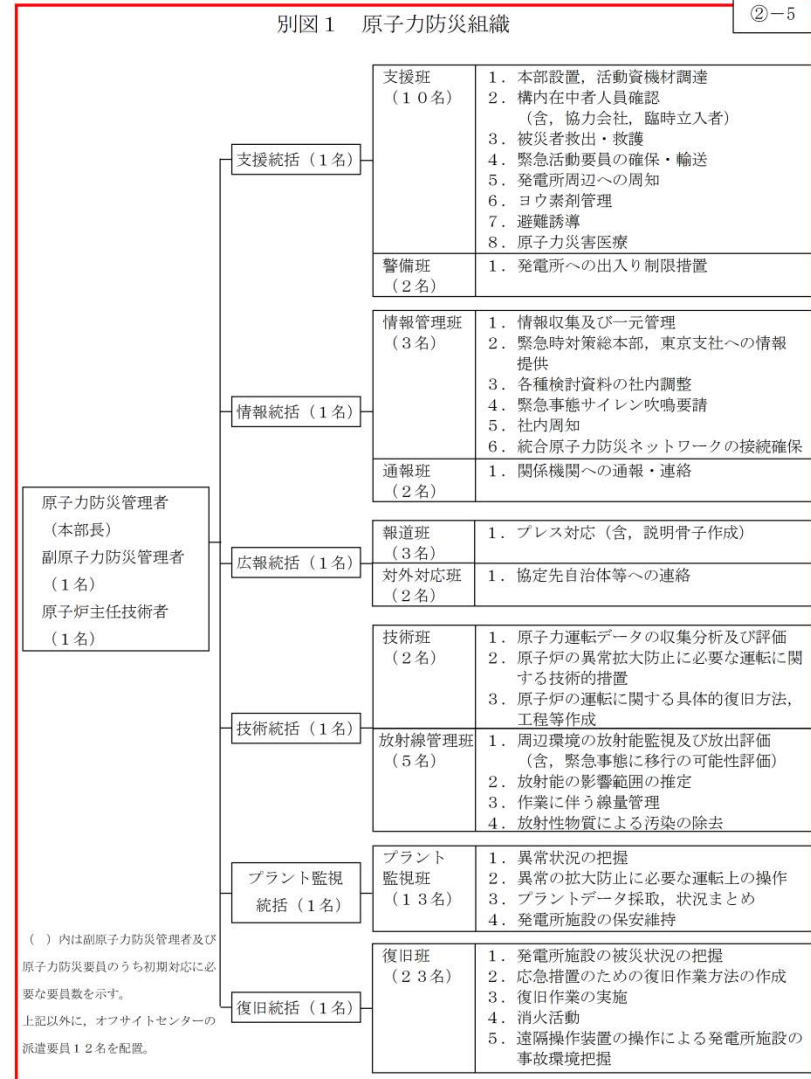 ②－5
別図１　原子力防災組織
原子力防災管理者
（本部長）
副原子力防災管理者
（１名）
原子炉主任技術者
（１名）
支援統括（１名）
支援班
（１０名）
１．本部設置，活動資機材調達
２．構内在中者人員確認
（含，協力会社，臨時立入者）
３．被災者救出・救護
４．緊急活動要員の確保・輸送
５．発電所周辺への周知
６．ヨウ素剤管理
７．避難誘導
８．原子力災害医療
警備班
（２名）
１．発電所への出入り制限措置
情報統括（１名）
情報管理班
（３名）
１．情報収集及び一元管理
２．緊急時対策総本部，東京支社への情報
提供
３．各種検討資料の社内調整
４．緊急事態サイレン吹鳴要請
５．社内周知
６．統合原子力防災ネットワークの接続確保
通報班
（２名）
１．関係機関への通報・連絡
広報統括（１名）
報道班
（３名）
１．プレス対応（含，説明骨子作成）
対外対応班
（２名）
１．協定先自治体等への連絡
技術統括（１名）
技術班
（２名）
１．原子力運転データの収集分析及び評価
２．原子炉の異常拡大防止に必要な運転に関
する技術的措置
３．原子炉の運転に関する具体的復旧方法，
工程等作成
放射線管理班
（５名）
１．周辺環境の放射能監視及び放出評価
（含，緊急事態に移行の可能性評価）
２．放射能の影響範囲の推定
３．作業に伴う線量管理
４．放射性物質による汚染の除去
プラント監視
統括（１名）
プラント
監視班
（１３名）
１．異常状況の把握
２．異常の拡大防止に必要な運転上の操作
３．プラントデータ採取，状況まとめ
４．発電所施設の保安維持
復旧統括（１名）
復旧班
（２３名）
１．発電所施設の被災状況の把握
２．応急措置のための復旧作業方法の作成
３．復旧作業の実施
４．消火活動
５．遠隔操作装置の操作による発電所施設の
事故環境把握
（　）内は副原子力防災管理者及び
原子力防災要員のうち初期対応に必
要な要員数を示す。
上記以外に，オフサイトセンターの
派遣要員１２名を配置。